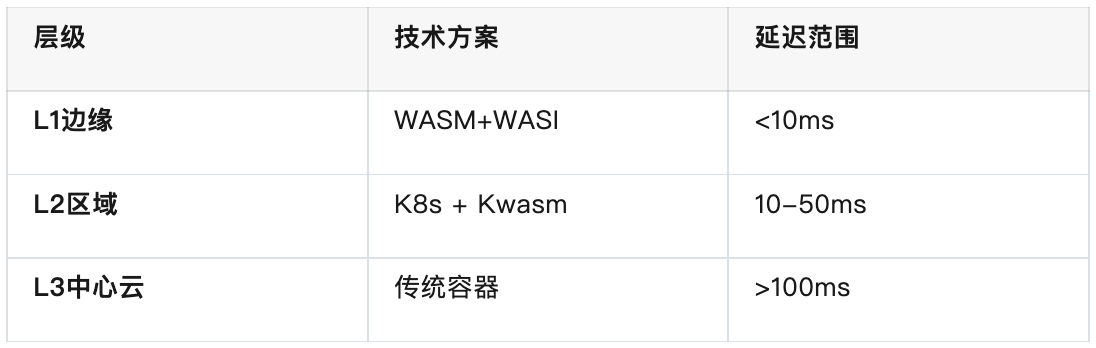 层级 技术方案 延迟范围
L1边缘 WASM+WASI <10ms
L2区域 K8s + Kwasm 10–50ms
L3中心云 传统容器 >100ms